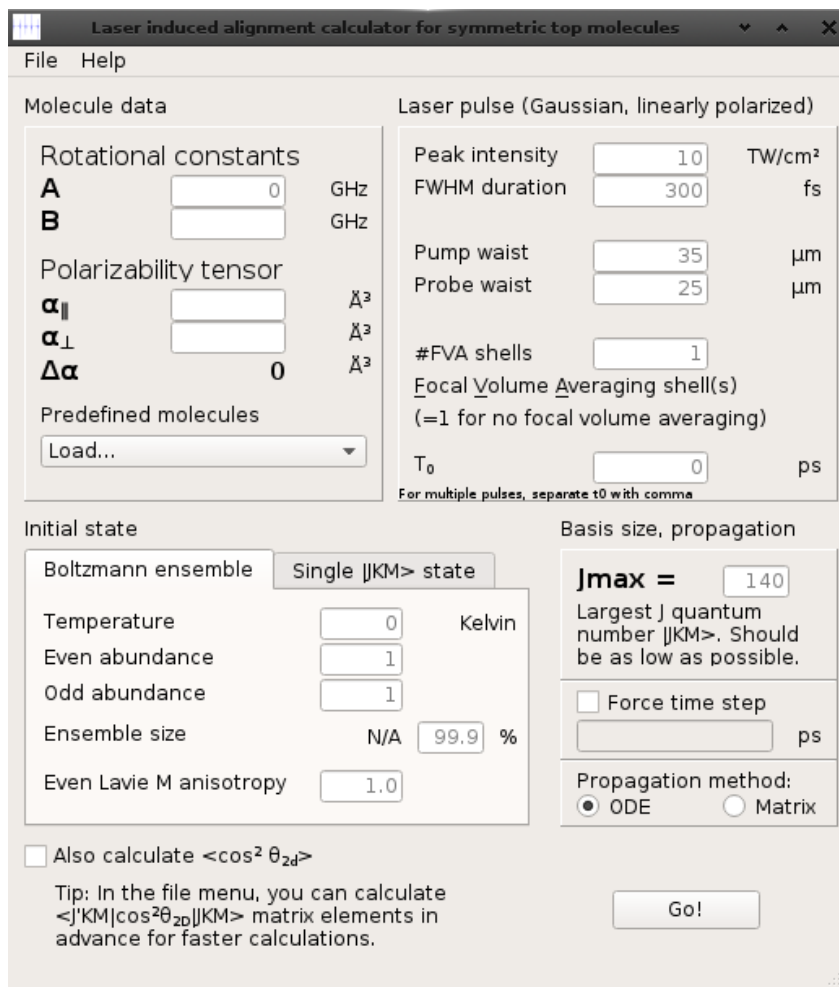 Laser induced alignment calculator for symmetric top molecules
File Help
Molecule data
Rotational constants
A 0 GHz
B GHz
Polarizability tensor
α∥ Å³
α⊥ Å³
Δα 0 Å³
Predefined molecules
Load...
Laser pulse (Gaussian, linearly polarized)
Peak intensity 10 TW/cm²
FWHM duration 300 fs
Pump waist 35 μm
Probe waist 25 μm
#FVA shells 1
Focal Volume Averaging shell(s)
(=1 for no focal volume averaging)
T₀ 0 ps
For multiple pulses, separate t0 with comma
Initial state
Boltzmann ensemble Single |JKM> state
Temperature 0 Kelvin
Even abundance 1
Odd abundance 1
Ensemble size N/A 99.9 %
Even Lavie M anisotropy 1.0
Basis size, propagation
Jmax = 140
Largest J quantum
number |JKM>. Should
be as low as possible.
Force time step
ps
Propagation method:
ODE Matrix
Also calculate <cos² θ₂d>
Tip: In the file menu, you can calculate
<J'KM|cos²θ₂D|JKM> matrix elements in
advance for faster calculations.
Go!